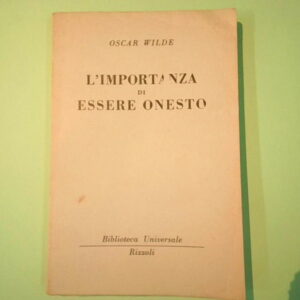 OSCAR WILDE
L'IMPORTANZA
DI
ESSERE ONESTO
Biblioteca Universale
Rizzoli